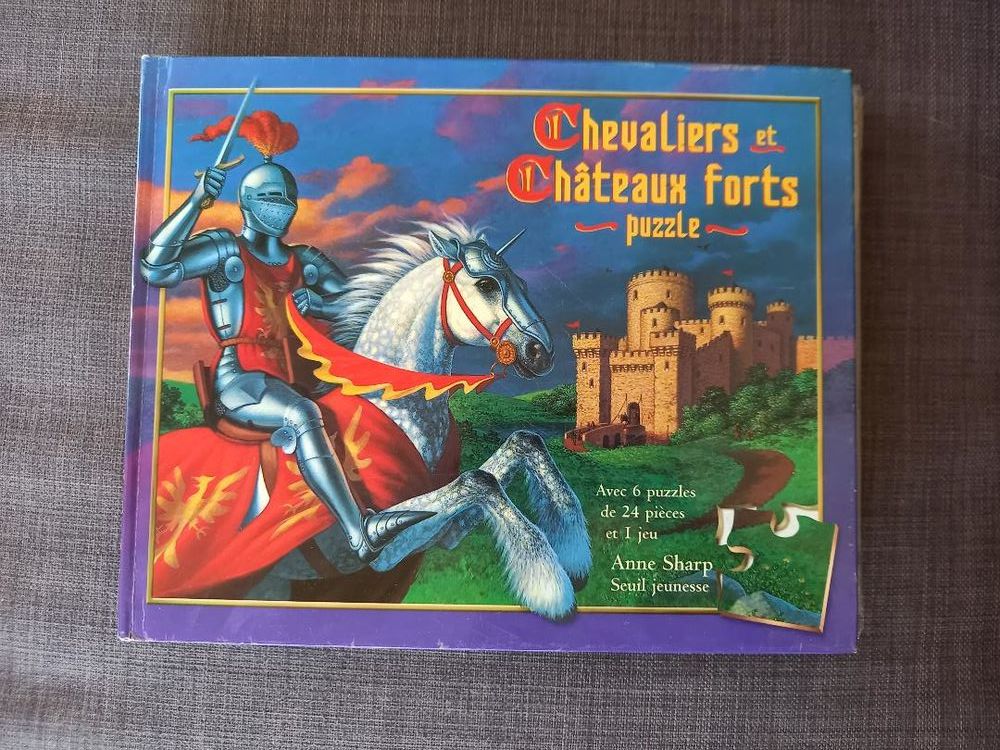 Chevaliers et
Châteaux forts
puzzle
Avec 6 puzzles
de 24 pièces
et 1 jeu
Anne Sharp
Seuil jeunesse